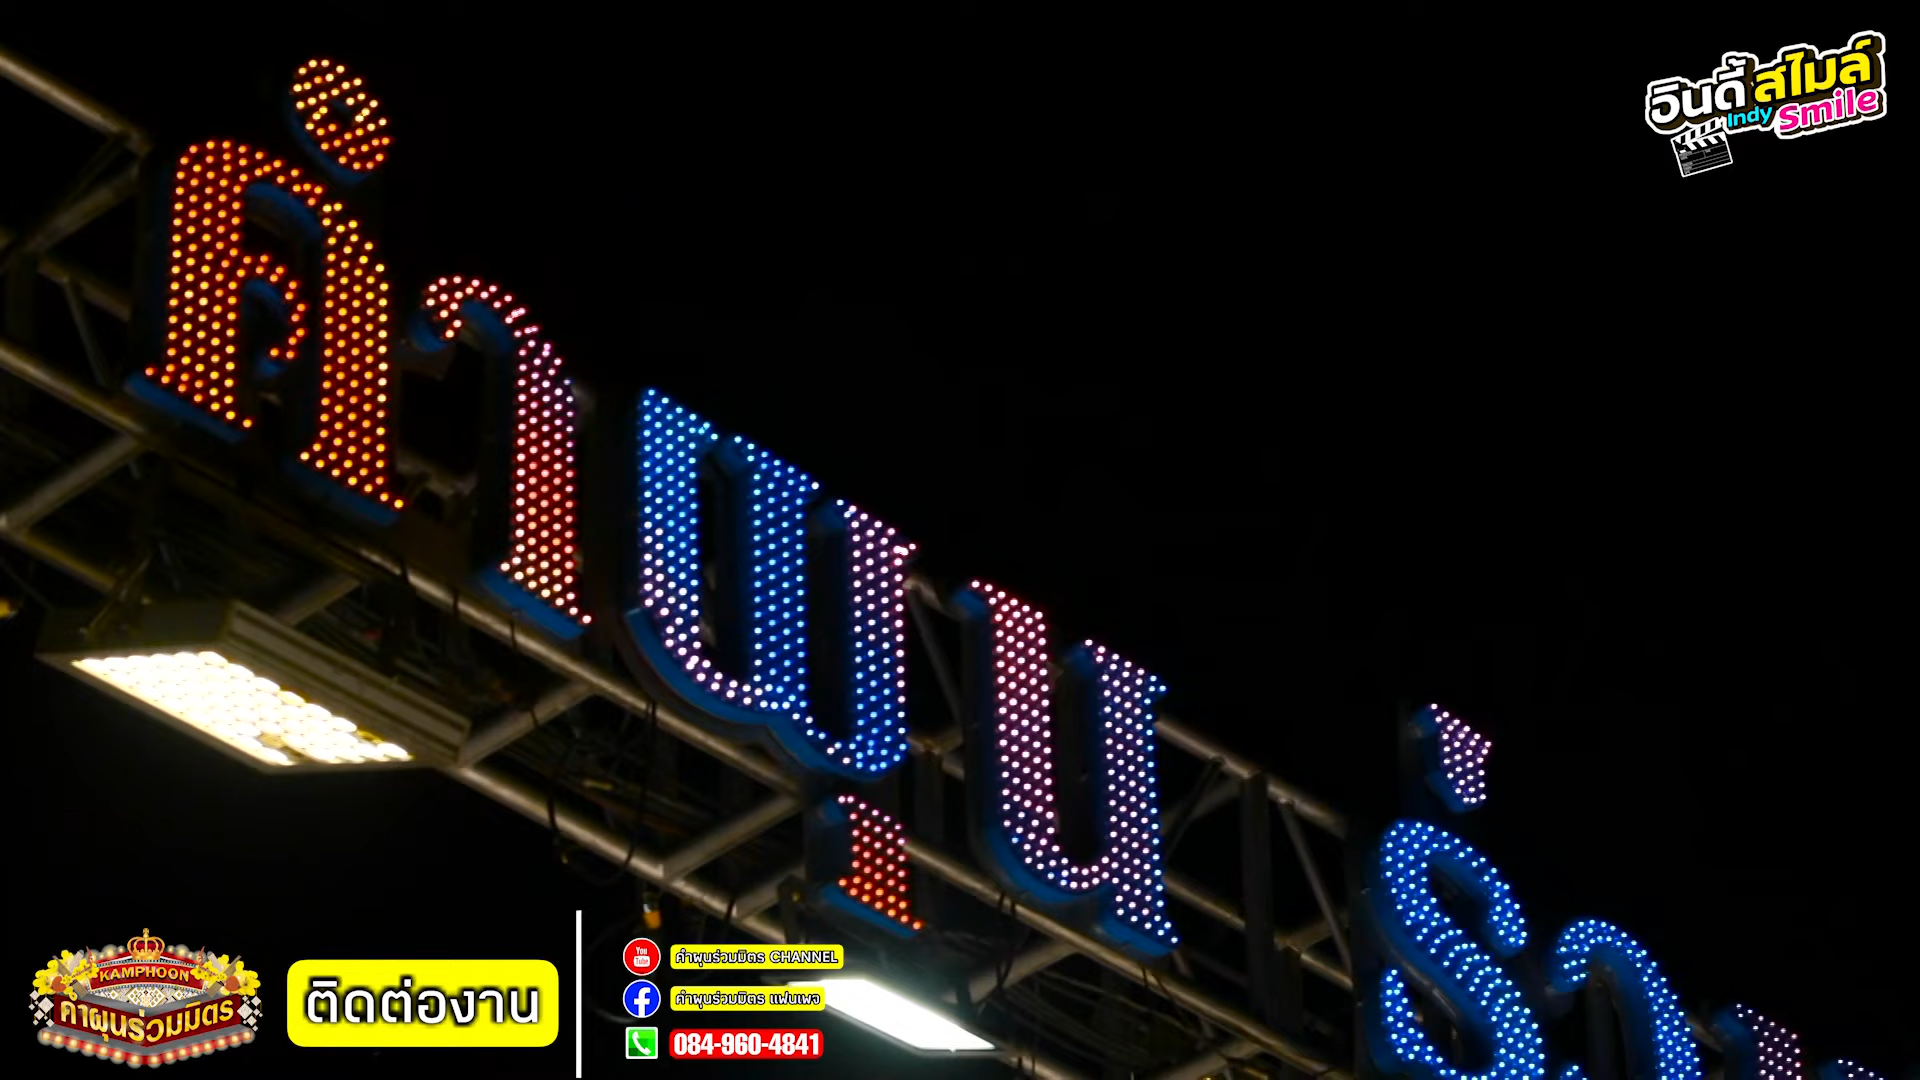 อินดี้ สไมล์
Indy Smile
คำผุน ร่วม
KAMPHOON
คำผุนร่วมมิตร
ติดต่องาน
You Tube
คำผุนร่วมมิตร CHANNEL
คำผุนร่วมมิตร แฟนเพจ
084-960-4841